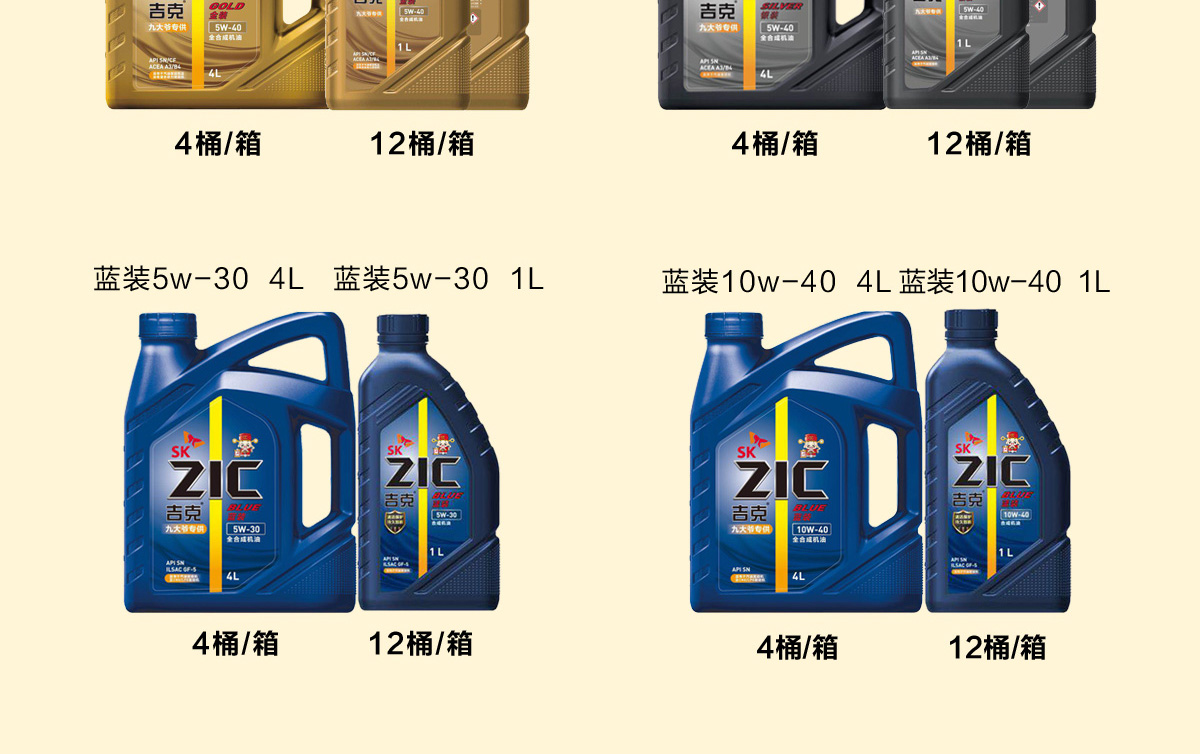 吉克
GOLD
金装
九大爷专供
5W-40
全合成机油
API SN/CF
ACEA A3/B4
4L
5W-40
1L
API SN/CF
ACEA A3/B4
吉克
SILVER
银装
九大爷专供
5W-40
全合成机油
API SN
ACEA A3/B4
4L
5W-40
1L
API SN
ACEA A3/B4
4桶/箱
12桶/箱
4桶/箱
12桶/箱
蓝装5w-30 4L
蓝装5w-30 1L
蓝装10w-40 4L
蓝装10w-40 1L
SK
ZIC
吉克
BLUE
蓝装
九大爷专供
5W-30
全合成机油
API SN
ILSAC GF-5
4L
SK
ZIC
吉克
BLUE
蓝装
5W-30
合成机油
1L
API SN
ILSAC GF-5
SK
ZIC
吉克
BLUE
蓝装
九大爷专供
10W-40
全合成机油
API SN
4L
SK
ZIC
吉克
BLUE
蓝装
10W-40
合成机油
1L
API SN
ILSAC GF-5
4桶/箱
12桶/箱
4桶/箱
12桶/箱